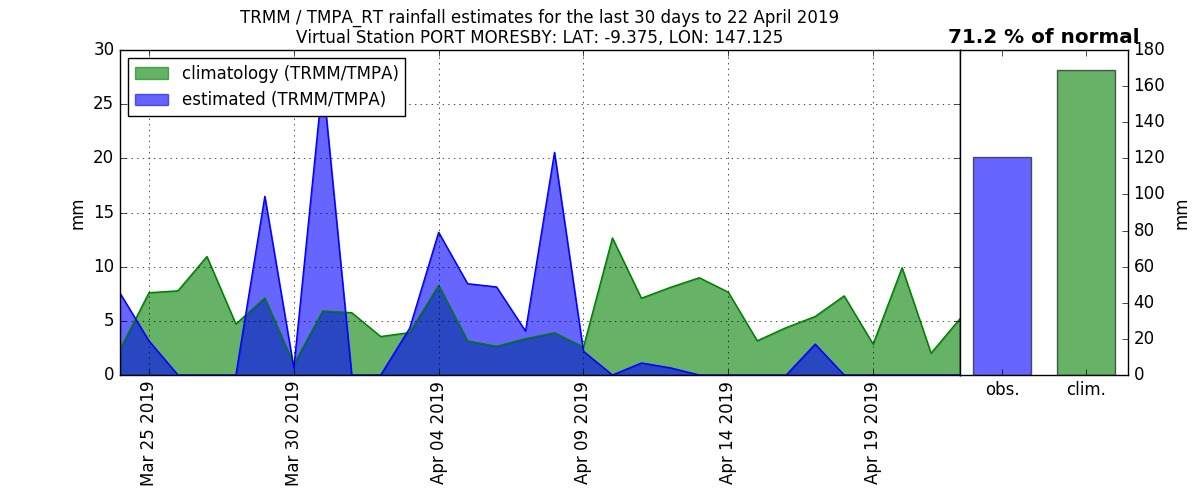 TRMM / TMPA_RT rainfall estimates for the last 30 days to 22 April 2019
Virtual Station PORT MORESBY: LAT: -9.375, LON: 147.125
71.2 % of normal
climatology (TRMM/TMPA)
estimated (TRMM/TMPA)
30
25
20
15
10
5
0
mm
180
160
140
120
100
80
60
40
20
0
mm
Mar 25 2019
Mar 30 2019
Apr 04 2019
Apr 09 2019
Apr 14 2019
Apr 19 2019
obs.
clim.